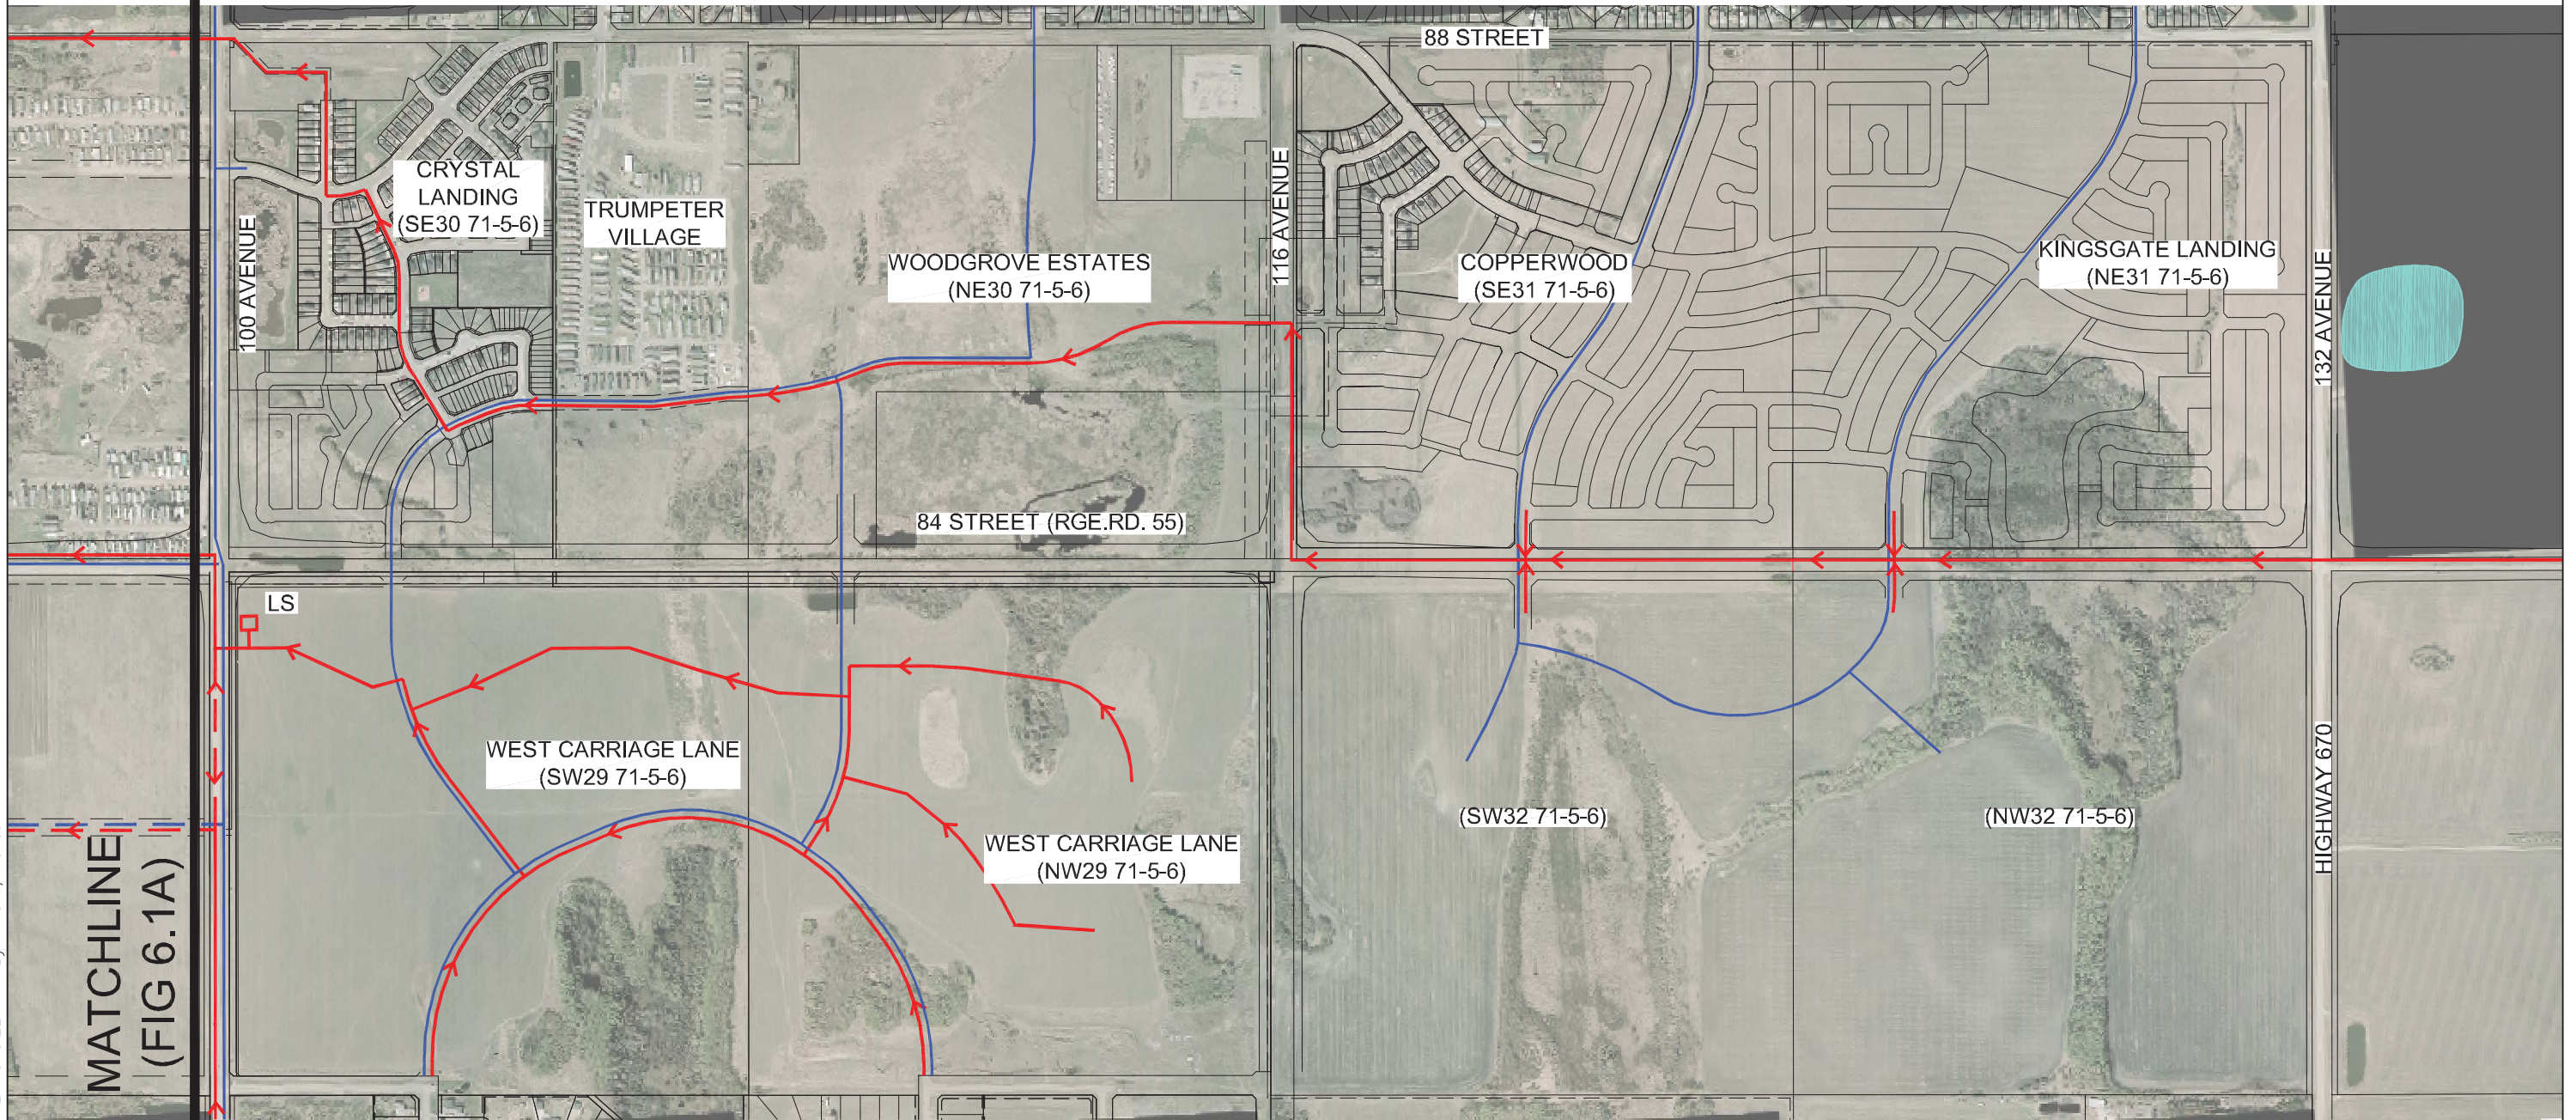 88 STREET
CRYSTAL
LANDING
(SE30 71-5-6)
TRUMPETER
VILLAGE
100 AVENUE
WOODGROVE ESTATES
(NE30 71-5-6)
116 AVENUE
COPPERWOOD
(SE31 71-5-6)
KINGSGATE LANDING
(NE31 71-5-6)
132 AVENUE
84 STREET (RGE.RD. 55)
LS
WEST CARRIAGE LANE
(SW29 71-5-6)
WEST CARRIAGE LANE
(NW29 71-5-6)
(SW32 71-5-6)
(NW32 71-5-6)
HIGHWAY 670
MATCHLINE
(FIG 6.1A)